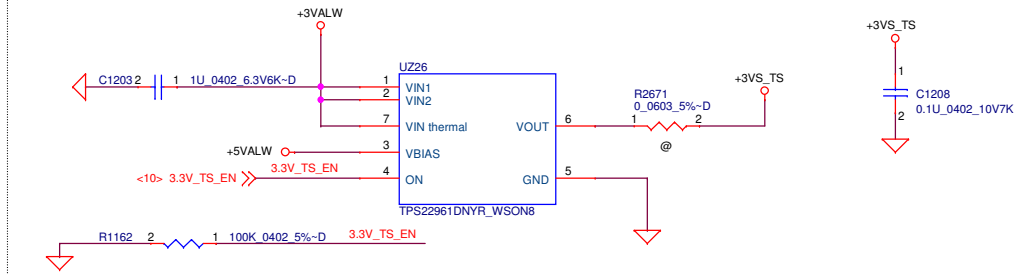 +3VALW
+3VS_TS
C1203 2 1 1U_0402_6.3V6K~D
UZ26
1 VIN1
2 VIN2
7 VIN thermal
VOUT 6
R2671
0_0603_5%~D
1 2
@
+3VS_TS
1
C1208
0.1U_0402_10V7K
2
+5VALW
3 VBIAS
<10> 3.3V_TS_EN
3.3V_TS_EN
4 ON
GND 5
TPS22961DNYR_WSON8
R1162 2 1 100K_0402_5%~D 3.3V_TS_EN